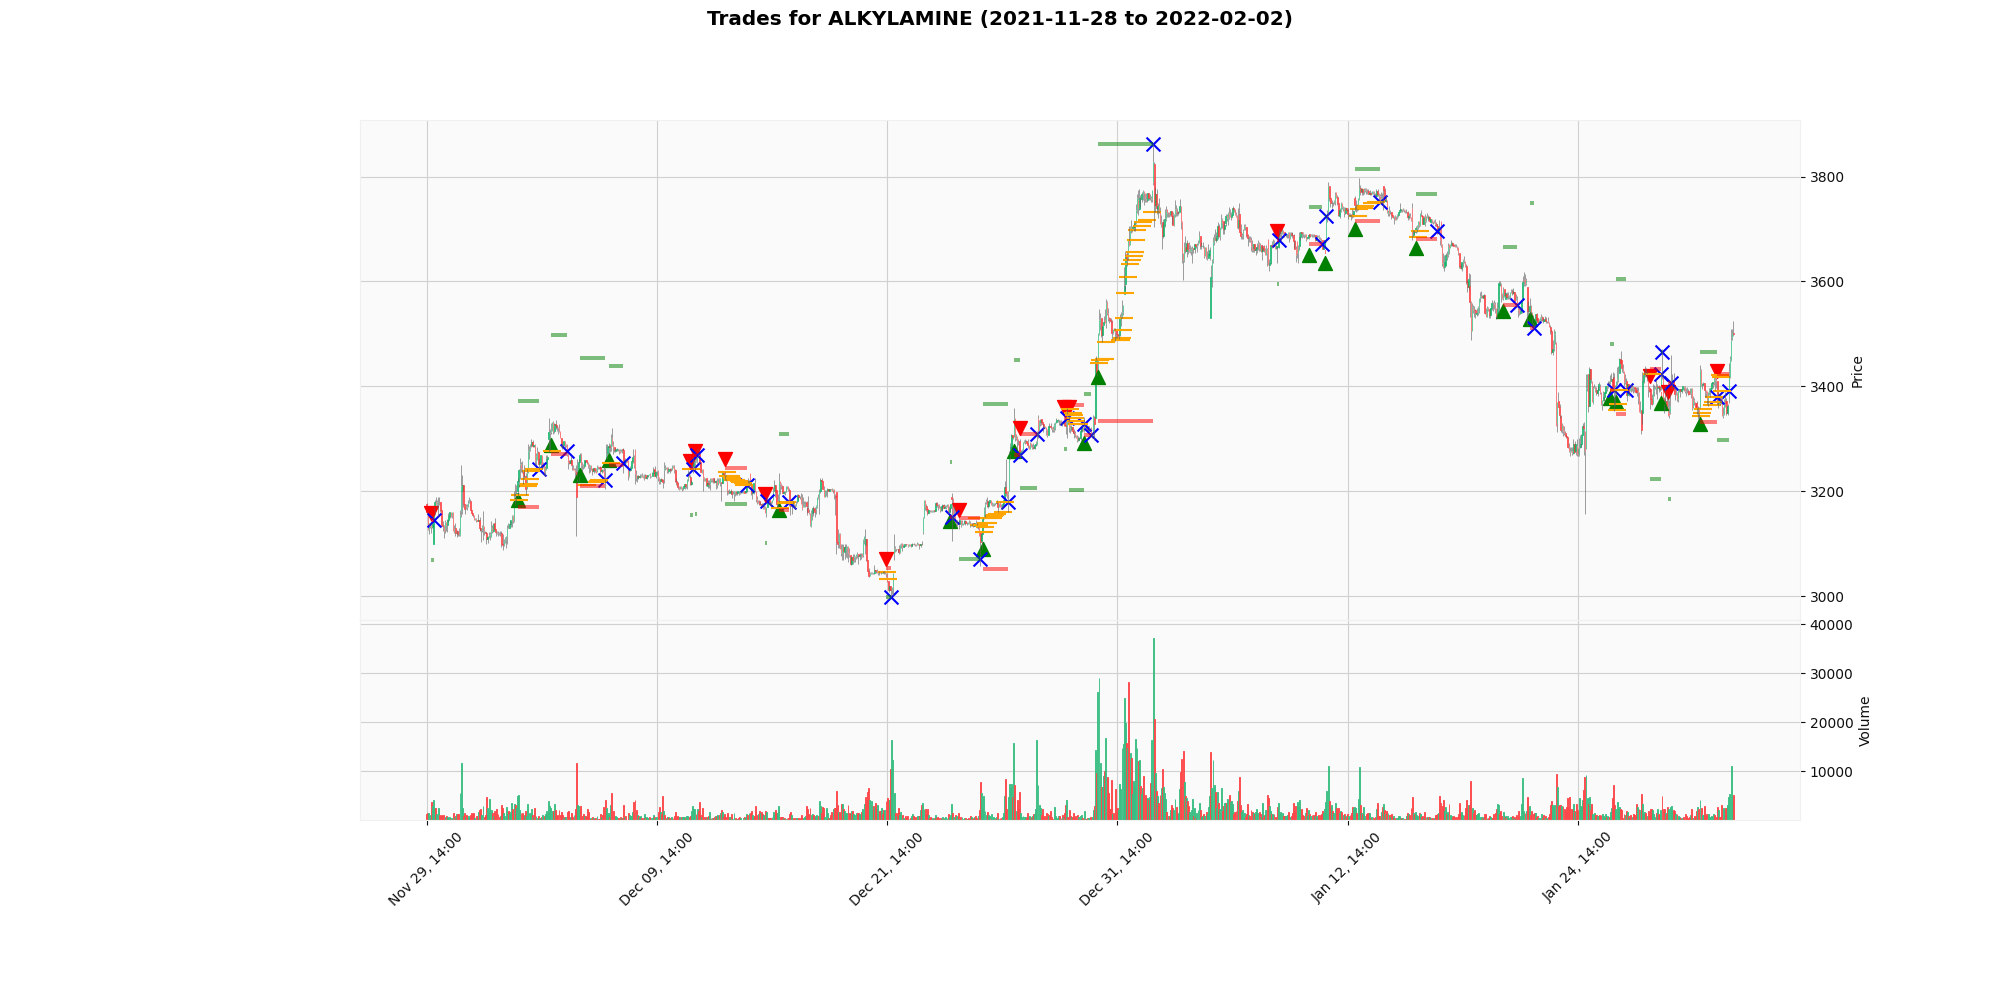 Trades for ALKYLAMINE (2021-11-28 to 2022-02-02)
3800
3600
3400
3200
3000
Price
40000
30000
20000
10000
Volume
Nov 29, 14:00
Dec 09, 14:00
Dec 21, 14:00
Dec 31, 14:00
Jan 12, 14:00
Jan 24, 14:00